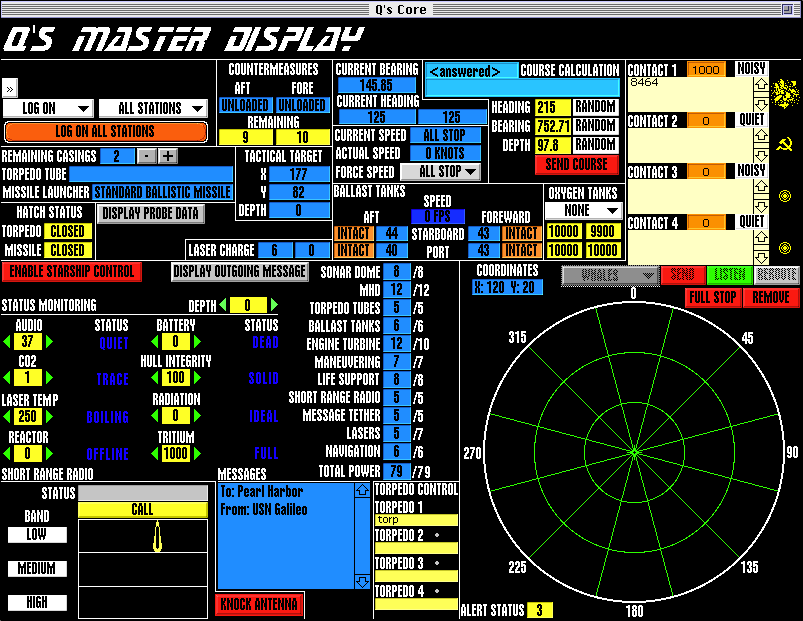 Q's Core
Q'S MASTER DISPLAY
»
LOG ON
ALL STATIONS
LOG ON ALL STATIONS
COUNTERMEASURES
AFT FORE
UNLOADED UNLOADED
REMAINING
9 10
CURRENT BEARING
145.85
CURRENT HEADING
125 125
CURRENT SPEED ALL STOP
ACTUAL SPEED 0 KNOTS
FORCE SPEED ALL STOP
<answered> COURSE CALCULATION
HEADING 215 RANDOM
BEARING 752.71 RANDOM
DEPTH 97.8 RANDOM
SEND COURSE
CONTACT 1 1000 NOISY
8464
CONTACT 2 0 QUIET
CONTACT 3 0 NOISY
CONTACT 4 0 QUIET
REMAINING CASINGS 2 - +
TORPEDO TUBE
MISSILE LAUNCHER STANDARD BALLISTIC MISSILE
HATCH STATUS DISPLAY PROBE DATA
TORPEDO CLOSED
MISSILE CLOSED
TACTICAL TARGET
X 177
Y 82
DEPTH 0
LASER CHARGE 6 0
BALLAST TANKS
SPEED
AFT 0 FPS FOREWARD
INTACT 44 STARBOARD 43 INTACT
INTACT 40 PORT 43 INTACT
OXYGEN TANKS
NONE
10000 9900
10000 10000
ENABLE STARSHIP CONTROL
DISPLAY OUTGOING MESSAGE
STATUS MONITORING
DEPTH 0
AUDIO STATUS BATTERY STATUS
37 QUIET 0 DEAD
CO2 HULL INTEGRITY
1 TRACE 100 SOLID
LASER TEMP RADIATION
250 BOILING 0 IDEAL
REACTOR TRITIUM
0 OFFLINE 1000 FULL
SONAR DOME 8 /8
MHD 12 /12
TORPEDO TUBES 5 /5
BALLAST TANKS 6 /6
ENGINE TURBINE 12 /10
MANEUVERING 7 /7
LIFE SUPPORT 8 /8
SHORT RANGE RADIO 5 /5
MESSAGE TETHER 5 /5
LASERS 5 /7
NAVIGATION 6 /6
TOTAL POWER 79 /79
COORDINATES
X: 120 Y: 20
WHALES SEND LISTEN REROUTE
FULL STOP REMOVE
0
45
90
135
180
225
270
315
ALERT STATUS 3
SHORT RANGE RADIO
STATUS
CALL
BAND
LOW
MEDIUM
HIGH
MESSAGES
To: Pearl Harbor
From: USN Galileo
KNOCK ANTENNA
TORPEDO CONTROL
TORPEDO 1
torp
TORPEDO 2 •
TORPEDO 3 •
TORPEDO 4 •